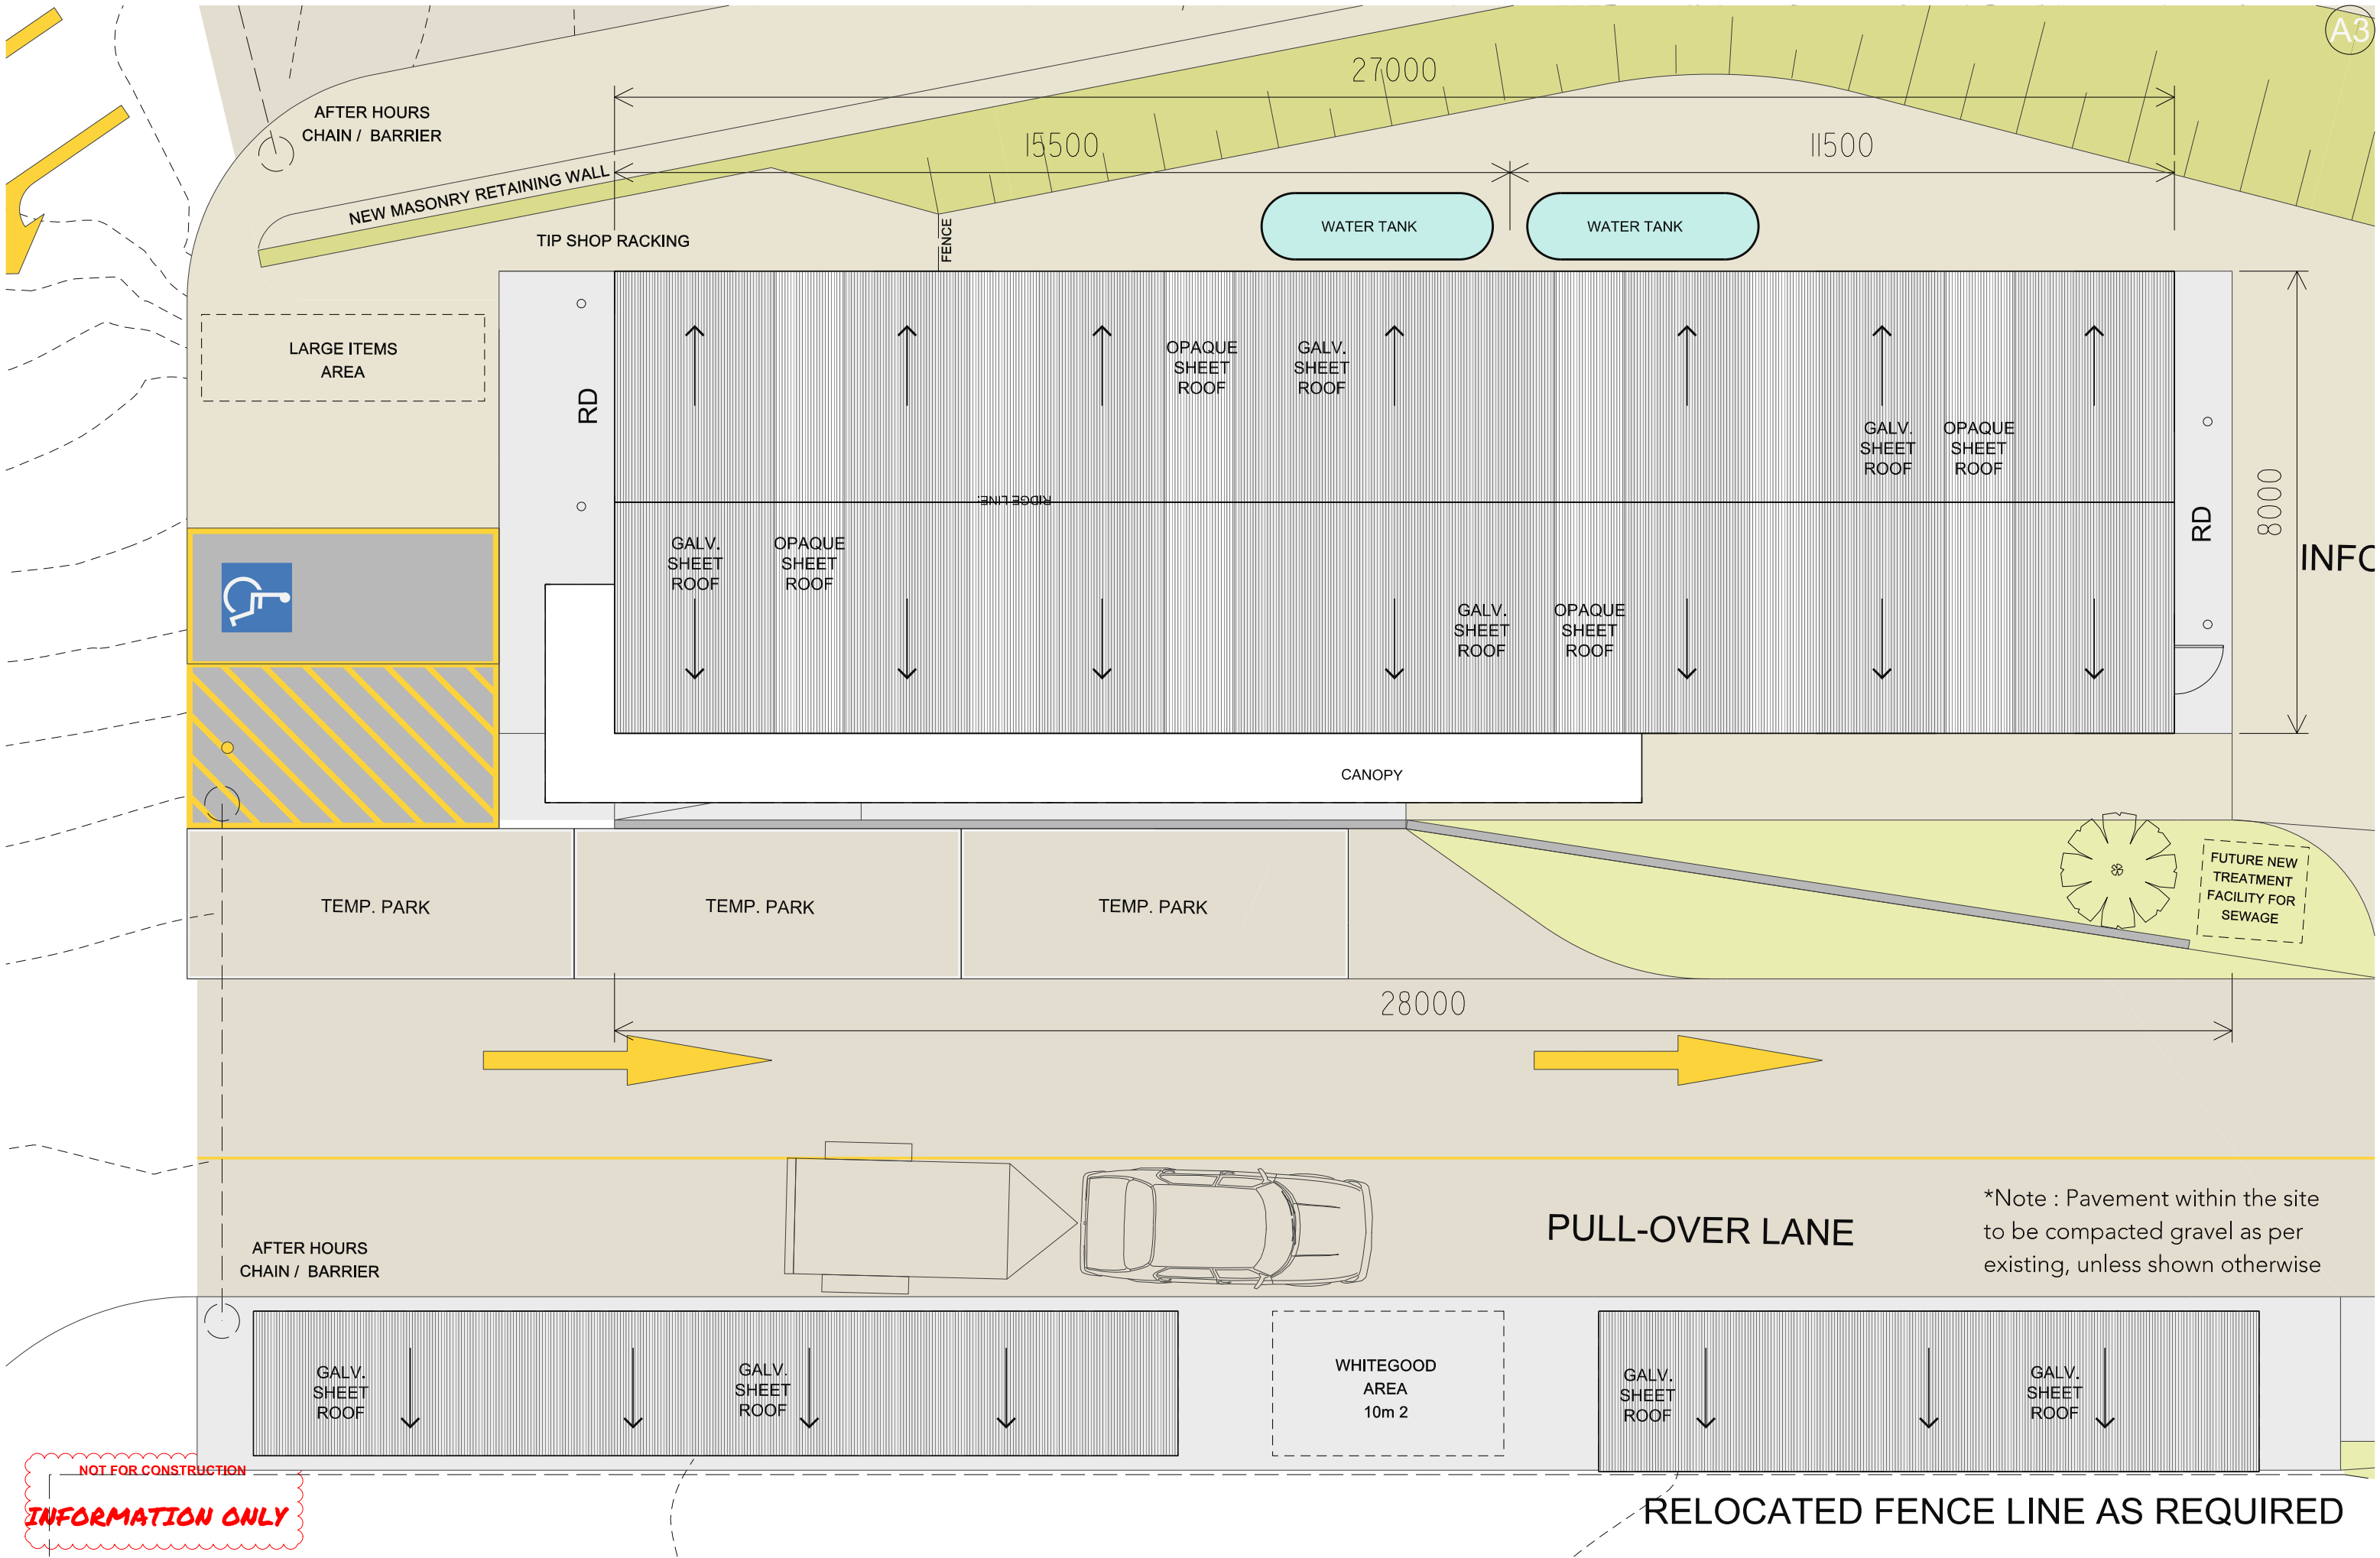 A3
27000
AFTER HOURS
CHAIN / BARRIER
15500
11500
NEW MASONRY RETAINING WALL
TIP SHOP RACKING
FENCE
WATER TANK
WATER TANK
LARGE ITEMS
AREA
RD
OPAQUE
SHEET
ROOF
GALV.
SHEET
ROOF
GALV.
SHEET
ROOF
OPAQUE
SHEET
ROOF
RIDGE LINE.
8000
RD
INFO
GALV.
SHEET
ROOF
OPAQUE
SHEET
ROOF
GALV.
SHEET
ROOF
OPAQUE
SHEET
ROOF
CANOPY
TEMP. PARK
TEMP. PARK
TEMP. PARK
FUTURE NEW
TREATMENT
FACILITY FOR
SEWAGE
28000
PULL-OVER LANE
*Note : Pavement within the site
to be compacted gravel as per
existing, unless shown otherwise
AFTER HOURS
CHAIN / BARRIER
GALV.
SHEET
ROOF
GALV.
SHEET
ROOF
WHITEGOOD
AREA
10m 2
GALV.
SHEET
ROOF
GALV.
SHEET
ROOF
NOT FOR CONSTRUCTION
INFORMATION ONLY
RELOCATED FENCE LINE AS REQUIRED